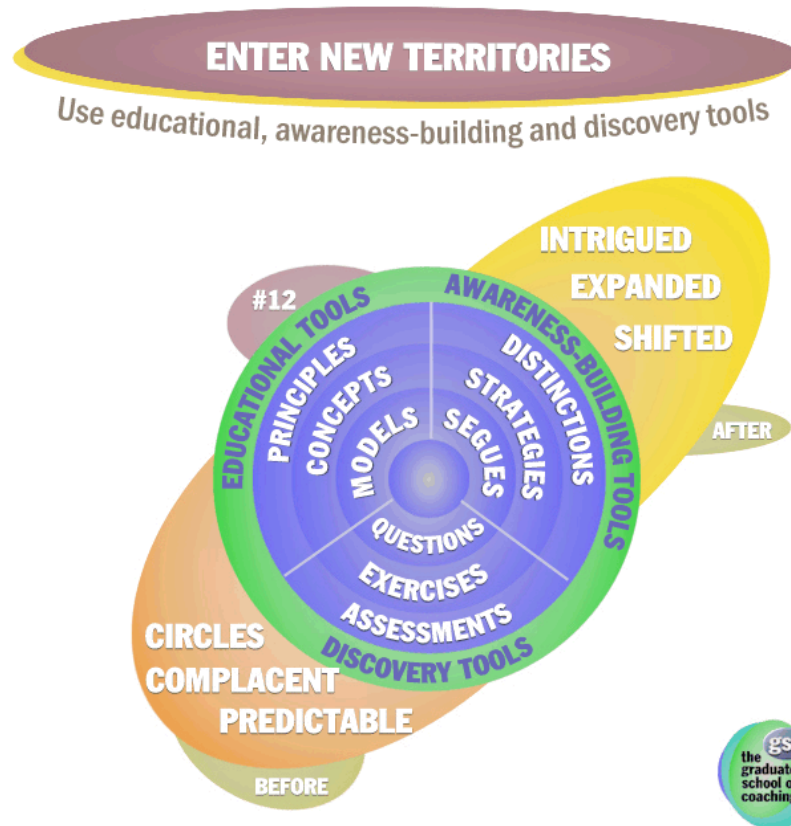 ENTER NEW TERRITORIES
Use educational, awareness-building and discovery tools
INTRIGUED
EXPANDED
SHIFTED
AFTER
#12
EDUCATIONAL TOOLS
PRINCIPLES
CONCEPTS
MODELS
AWARENESS-BUILDING TOOLS
DISTINCTIONS
STRATEGIES
SEGUES
QUESTIONS
EXERCISES
ASSESSMENTS
DISCOVERY TOOLS
CIRCLES
COMPLACENT
PREDICTABLE
BEFORE
gs
the
graduate
school o
coaching